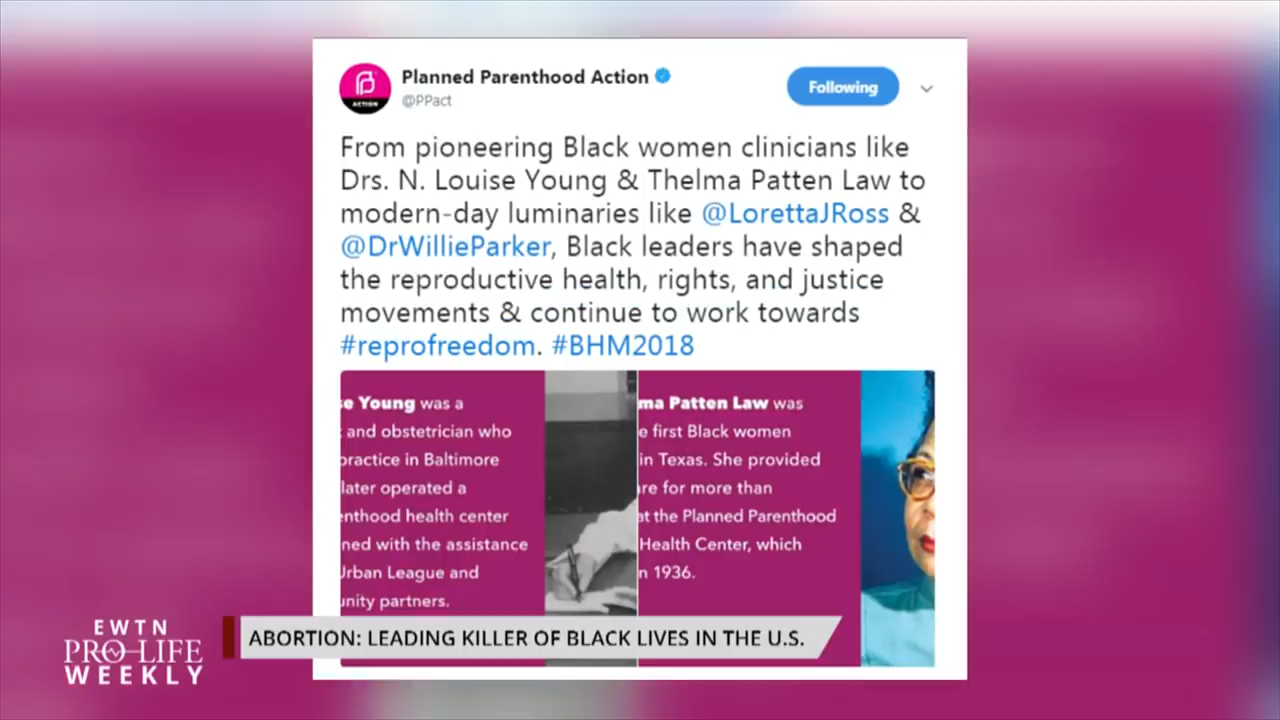 Planned Parenthood Action
@PPact
Following
ACTION
From pioneering Black women clinicians like
Drs. N. Louise Young & Thelma Patten Law to
modern-day luminaries like @LorettaJRoss &
@DrWillieParker, Black leaders have shaped
the reproductive health, rights, and justice
movements & continue to work towards
#reprofreedom. #BHM2018
se Young was a
and obstetrician who
practice in Baltimore
later operated a
enthood health center
ned with the assistance
Urban League and
unity partners.
ma Patten Law was
e first Black women
in Texas. She provided
re for more than
at the Planned Parenthood
Health Center, which
n 1936.
EWTN
PRO-LIFE
WEEKLY
ABORTION: LEADING KILLER OF BLACK LIVES IN THE U.S.